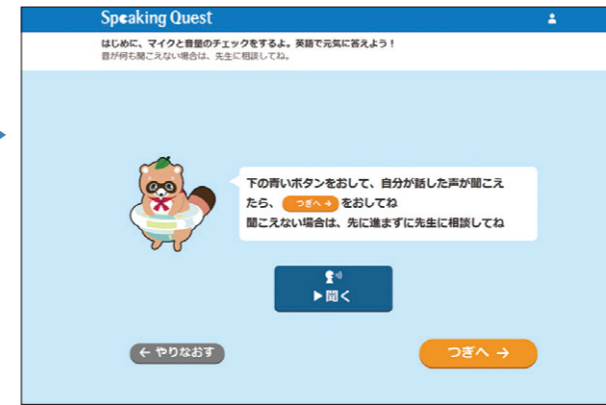 Speaking Quest
はじめに、マイクと音量のチェックをするよ。英語で元気に答えよう！
音が何も聞こえない場合は、先生に相談してね。
下の青いボタンをおして、自分が話した声が聞こえ
たら、 つぎへ → をおしてね
聞こえない場合は、先に進まずに先生に相談してね
▶聞く
← やりなおす
つぎへ →